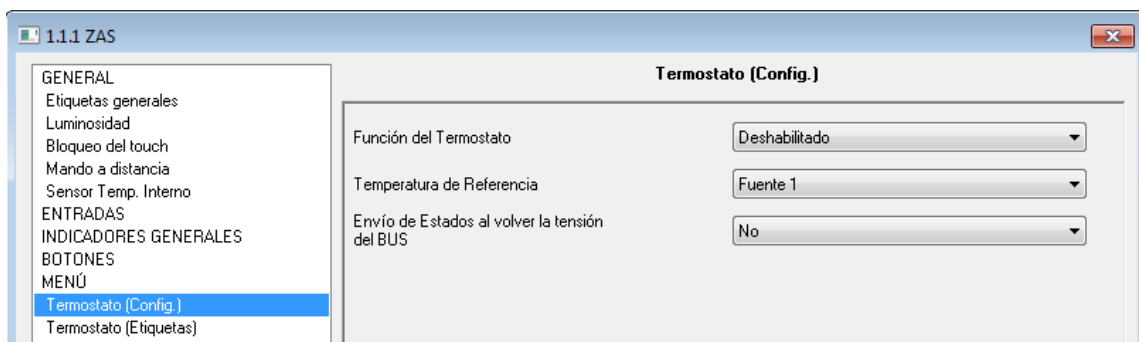 1.1.1 ZAS
GENERAL
Etiquetas generales
Luminosidad
Bloqueo del touch
Mando a distancia
Sensor Temp. Interno
ENTRADAS
INDICADORES GENERALES
BOTONES
MENÚ
Termostato (Config.)
Termostato (Etiquetas)
Termostato (Config.)
Función del Termostato
Deshabilitado
Temperatura de Referencia
Fuente 1
Envío de Estados al volver la tensión
del BUS
No